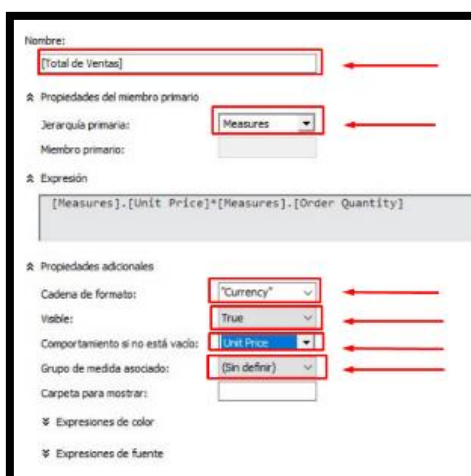 Nombre:
[Total de Ventas]
Propiedades del miembro primario
Jerarquía primaria: Measures
Miembro primario:
Expresión
[Measures].[Unit Price]*[Measures].[Order Quantity]
Propiedades adicionales
Cadena de formato: "Currency"
Visible: True
Comportamiento si no está vacío: Unit Price
Grupo de medida asociado: (Sin definir)
Carpeta para mostrar:
Expresiones de color
Expresiones de fuente